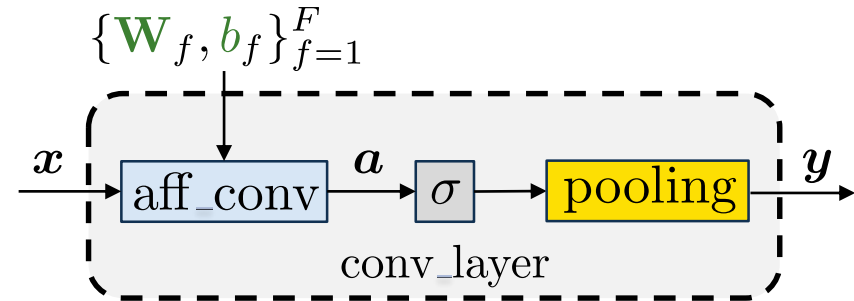 {W_f, b_f}_{f=1}^F
x aff_conv a σ pooling y
conv_layer